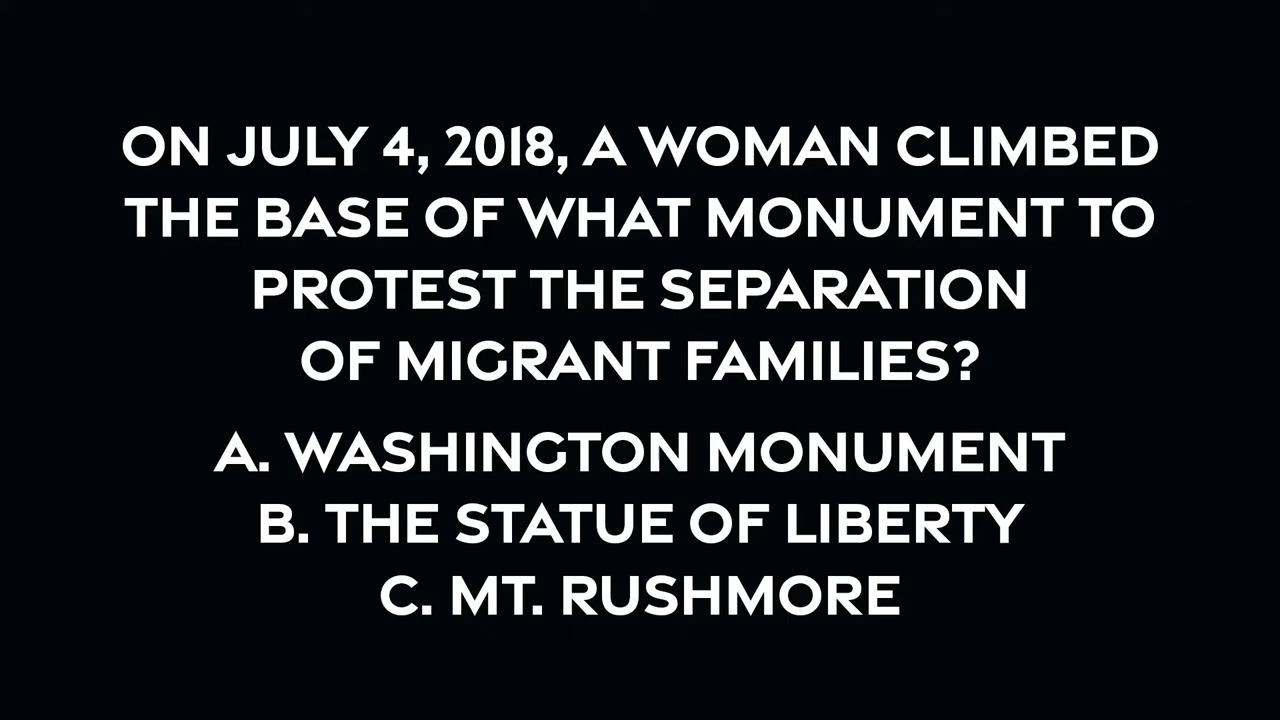 ON JULY 4, 2018, A WOMAN CLIMBED
THE BASE OF WHAT MONUMENT TO
PROTEST THE SEPARATION
OF MIGRANT FAMILIES?
A. WASHINGTON MONUMENT
B. THE STATUE OF LIBERTY
C. MT. RUSHMORE